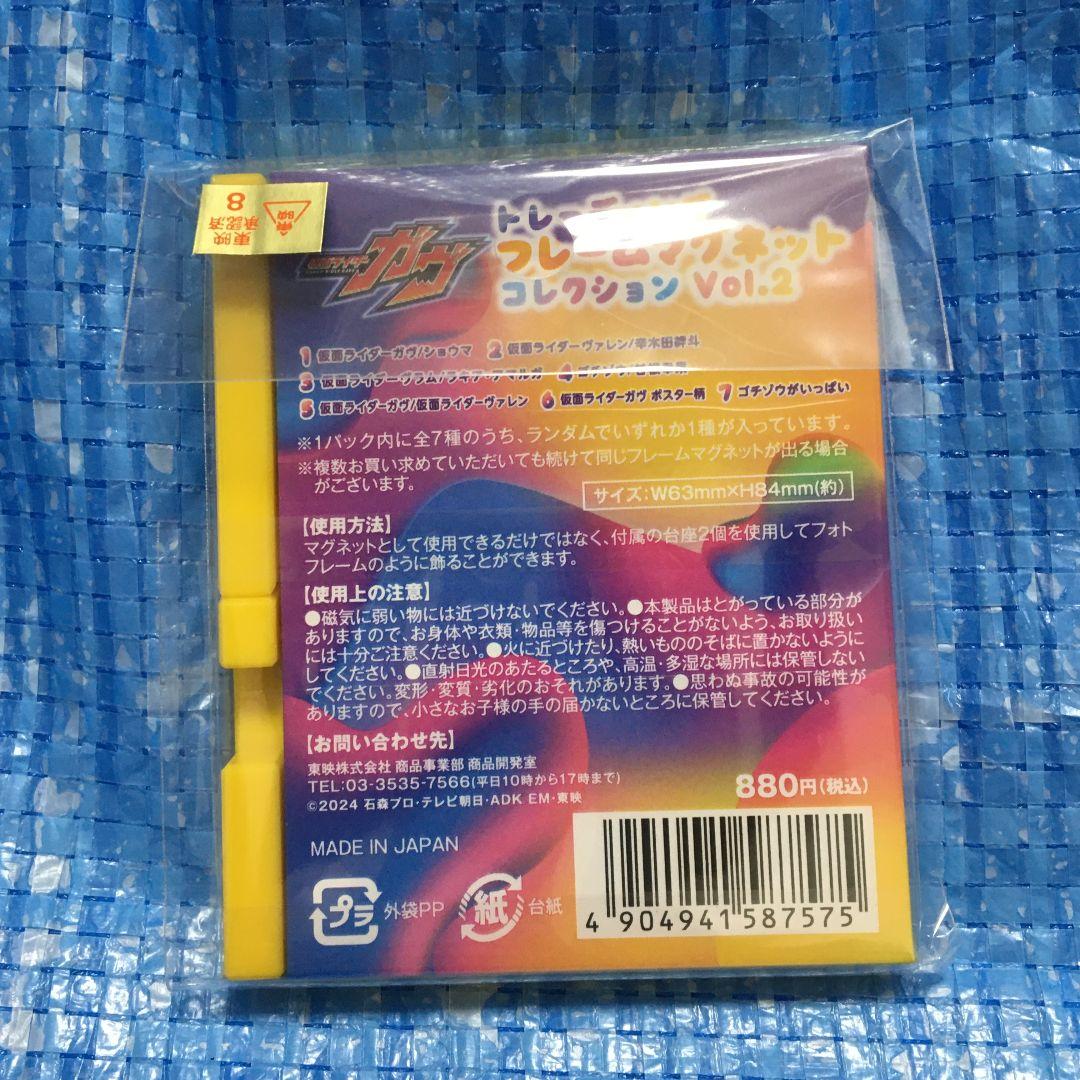 東映
承認済
8
仮面ライダー
ガヴ
トレーディング
フレームマグネット
コレクション Vol.2
1 仮面ライダーガヴ/ショウマ 2 仮面ライダーヴァレン/辛木田絆斗
3 仮面ライダーヴラム/ラキア・アマルガ 4 ゴチゾウ/
5 仮面ライダーガヴ/仮面ライダーヴァレン 6 仮面ライダーガヴ ポスター柄 7 ゴチゾウがいっぱい
※1パック内に全7種のうち、ランダムでいずれか1種が入っています。
※複数お買い求めていただいても続けて同じフレームマグネットが出る場合
がございます。
サイズ:W63mm×H84mm(約)
【使用方法】
マグネットとして使用できるだけではなく、付属の台座2個を使用してフォト
フレームのように飾ることができます。
【使用上の注意】
●磁気に弱い物には近づけないでください。●本製品はとがっている部分が
ありますので、お身体や衣類・物品等を傷つけることがないよう、お取り扱い
には十分ご注意ください。●火に近づけたり、熱いもののそばに置かないように
してください。●直射日光のあたるところや、高温・多湿な場所には保管しない
でください。変形・変質・劣化のおそれがあります。●思わぬ事故の可能性が
ありますので、小さなお子様の手の届かないところに保管してください。
【お問い合わせ先】
東映株式会社 商品事業部 商品開発室
TEL:03-3535-7566(平日10時から17時まで)
©2024 石森プロ・テレビ朝日・ADK EM・東映
880円(税込)
MADE IN JAPAN
プラ 外袋PP 紙 台紙
4 904941 587575